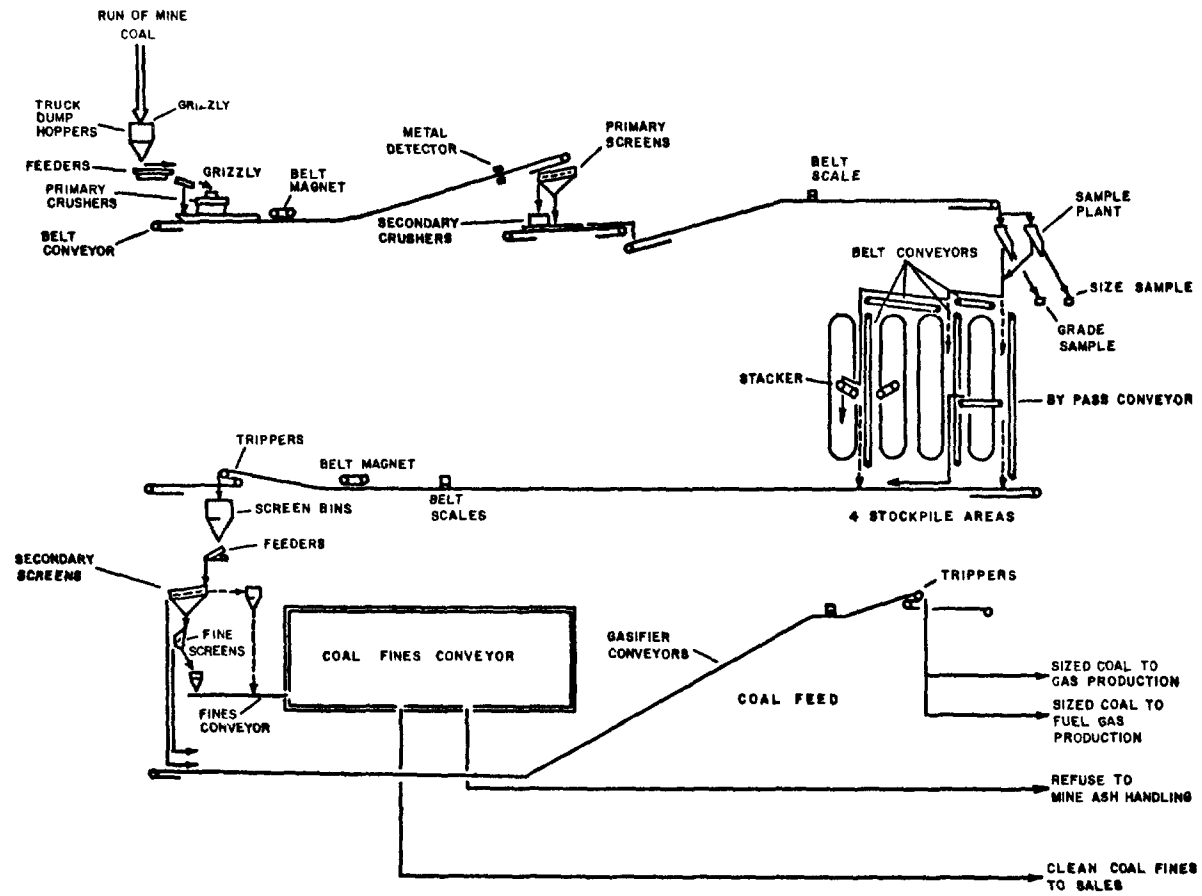 RUN OF MINE
COAL
TRUCK
DUMP
HOPPERS
GRIZZLY
FEEDERS
GRIZZLY
PRIMARY
CRUSHERS
BELT
MAGNET
BELT
CONVEYOR
METAL
DETECTOR
PRIMARY
SCREENS
SECONDARY
CRUSHERS
BELT
SCALE
SAMPLE
PLANT
BELT CONVEYORS
SIZE SAMPLE
GRADE
SAMPLE
STACKER
BY PASS CONVEYOR
TRIPPERS
BELT MAGNET
BELT
SCALES
SCREEN BINS
4 STOCKPILE AREAS
FEEDERS
SECONDARY
SCREENS
FINE
SCREENS
FINES
CONVEYOR
COAL FINES CONVEYOR
GASIFIER
CONVEYORS
TRIPPERS
COAL FEED
SIZED COAL TO
GAS PRODUCTION
SIZED COAL TO
FUEL GAS
PRODUCTION
REFUSE TO
MINE ASH HANDLING
CLEAN COAL FINES
TO SALES